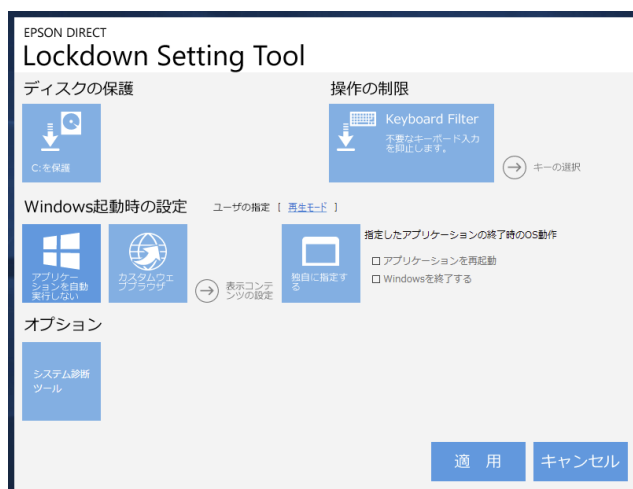 EPSON DIRECT
Lockdown Setting Tool
ディスクの保護
操作の制限
C:を保護
Keyboard Filter
不要なキーボード入力
を抑止します。
キーの選択
Windows起動時の設定
ユーザの指定 [ 再生モード ]
アプリケー
ションを自動
実行しない
カスタムウェ
ブブラウザ
表示コンテ
ンツの設定
独自に指定す
る
指定したアプリケーションの終了時のOS動作
アプリケーションを再起動
Windowsを終了する
オプション
システム診断
ツール
適 用
キャンセル